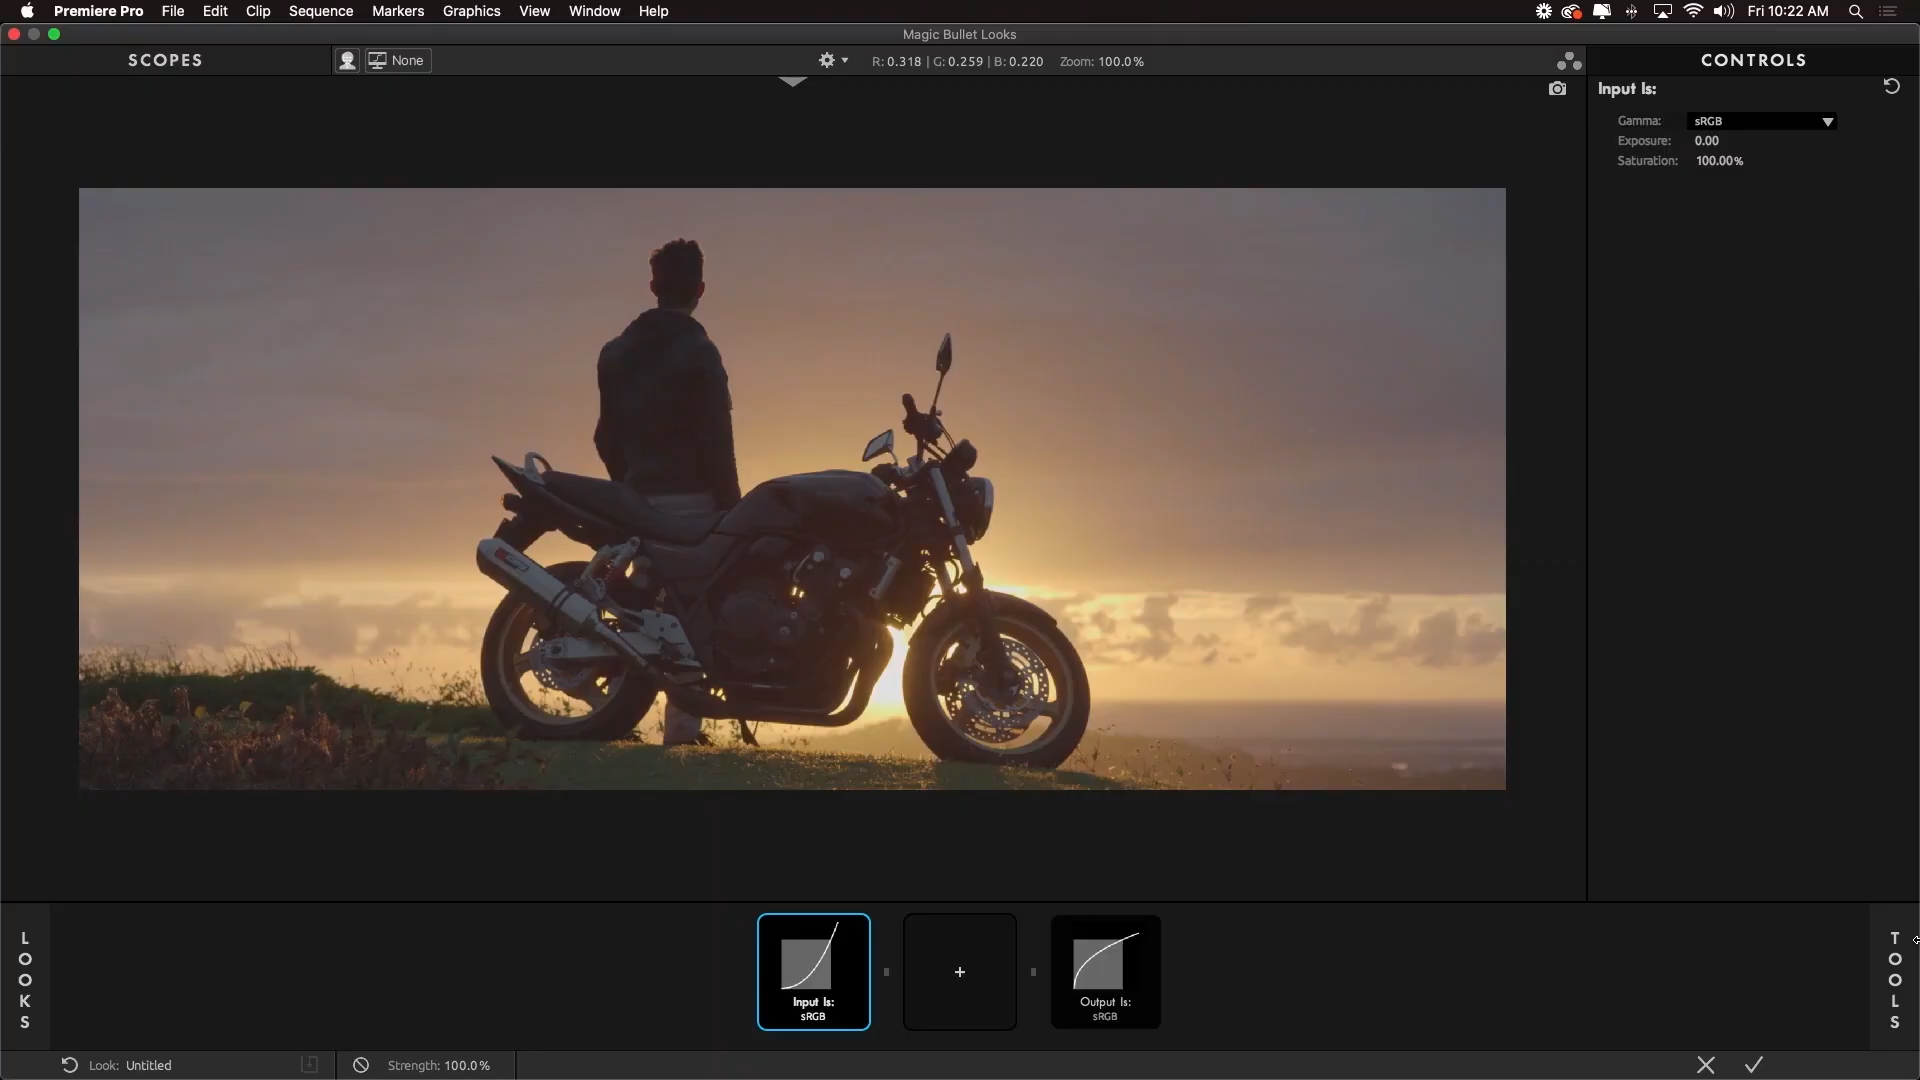 Premiere Pro File Edit Clip Sequence Markers Graphics View Window Help Fri 10:22 AM
Magic Bullet Looks
SCOPES None R: 0.318 | G: 0.259 | B: 0.220 Zoom: 100.0% CONTROLS
Input Is:
Gamma: sRGB
Exposure: 0.00
Saturation: 100.00%
LOOKS
Input Is:
sRGB
+
Output Is:
sRGB
TOOLS
Look: Untitled Strength: 100.0%